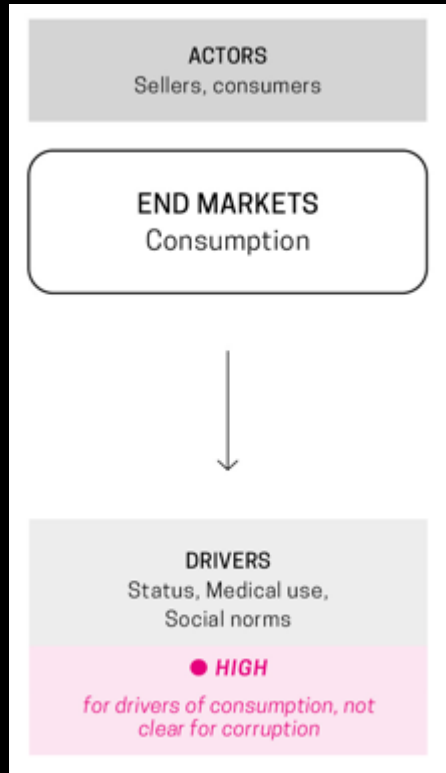 ACTORS
Sellers, consumers
END MARKETS
Consumption
DRIVERS
Status, Medical use,
Social norms
HIGH
for drivers of consumption, not
clear for corruption